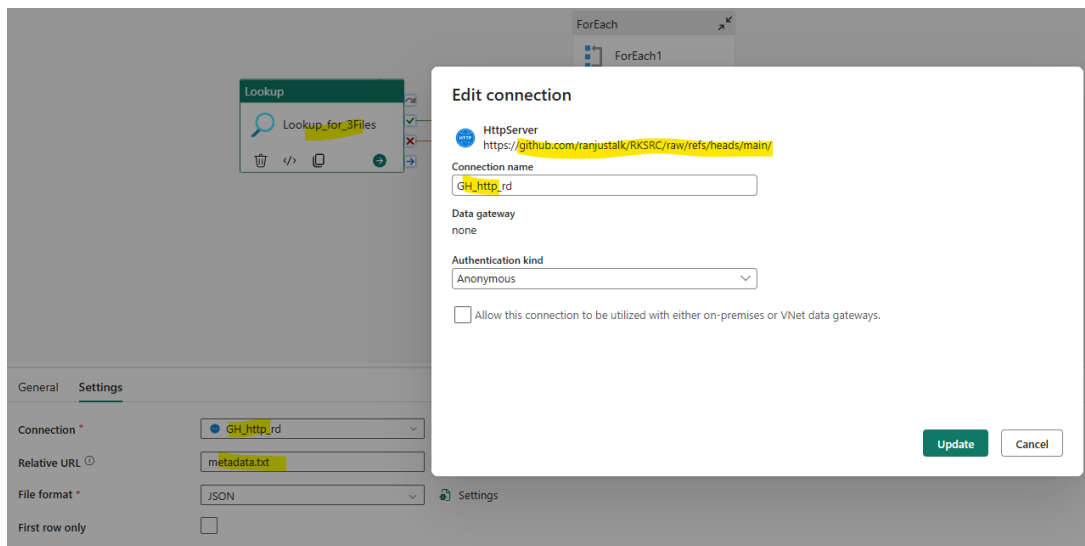 ForEach
ForEach1
Lookup
Lookup_for_3Files
Edit connection
HTTP
HttpServer
https://github.com/ranjustalk/RKSRC/raw/refs/heads/main/
Connection name
GH_http_rd
Data gateway
none
Authentication kind
Anonymous
Allow this connection to be utilized with either on-premises or VNet data gateways.
Update Cancel
General Settings
Connection * GH_http_rd
Relative URL metadata.txt
File format * JSON Settings
First row only